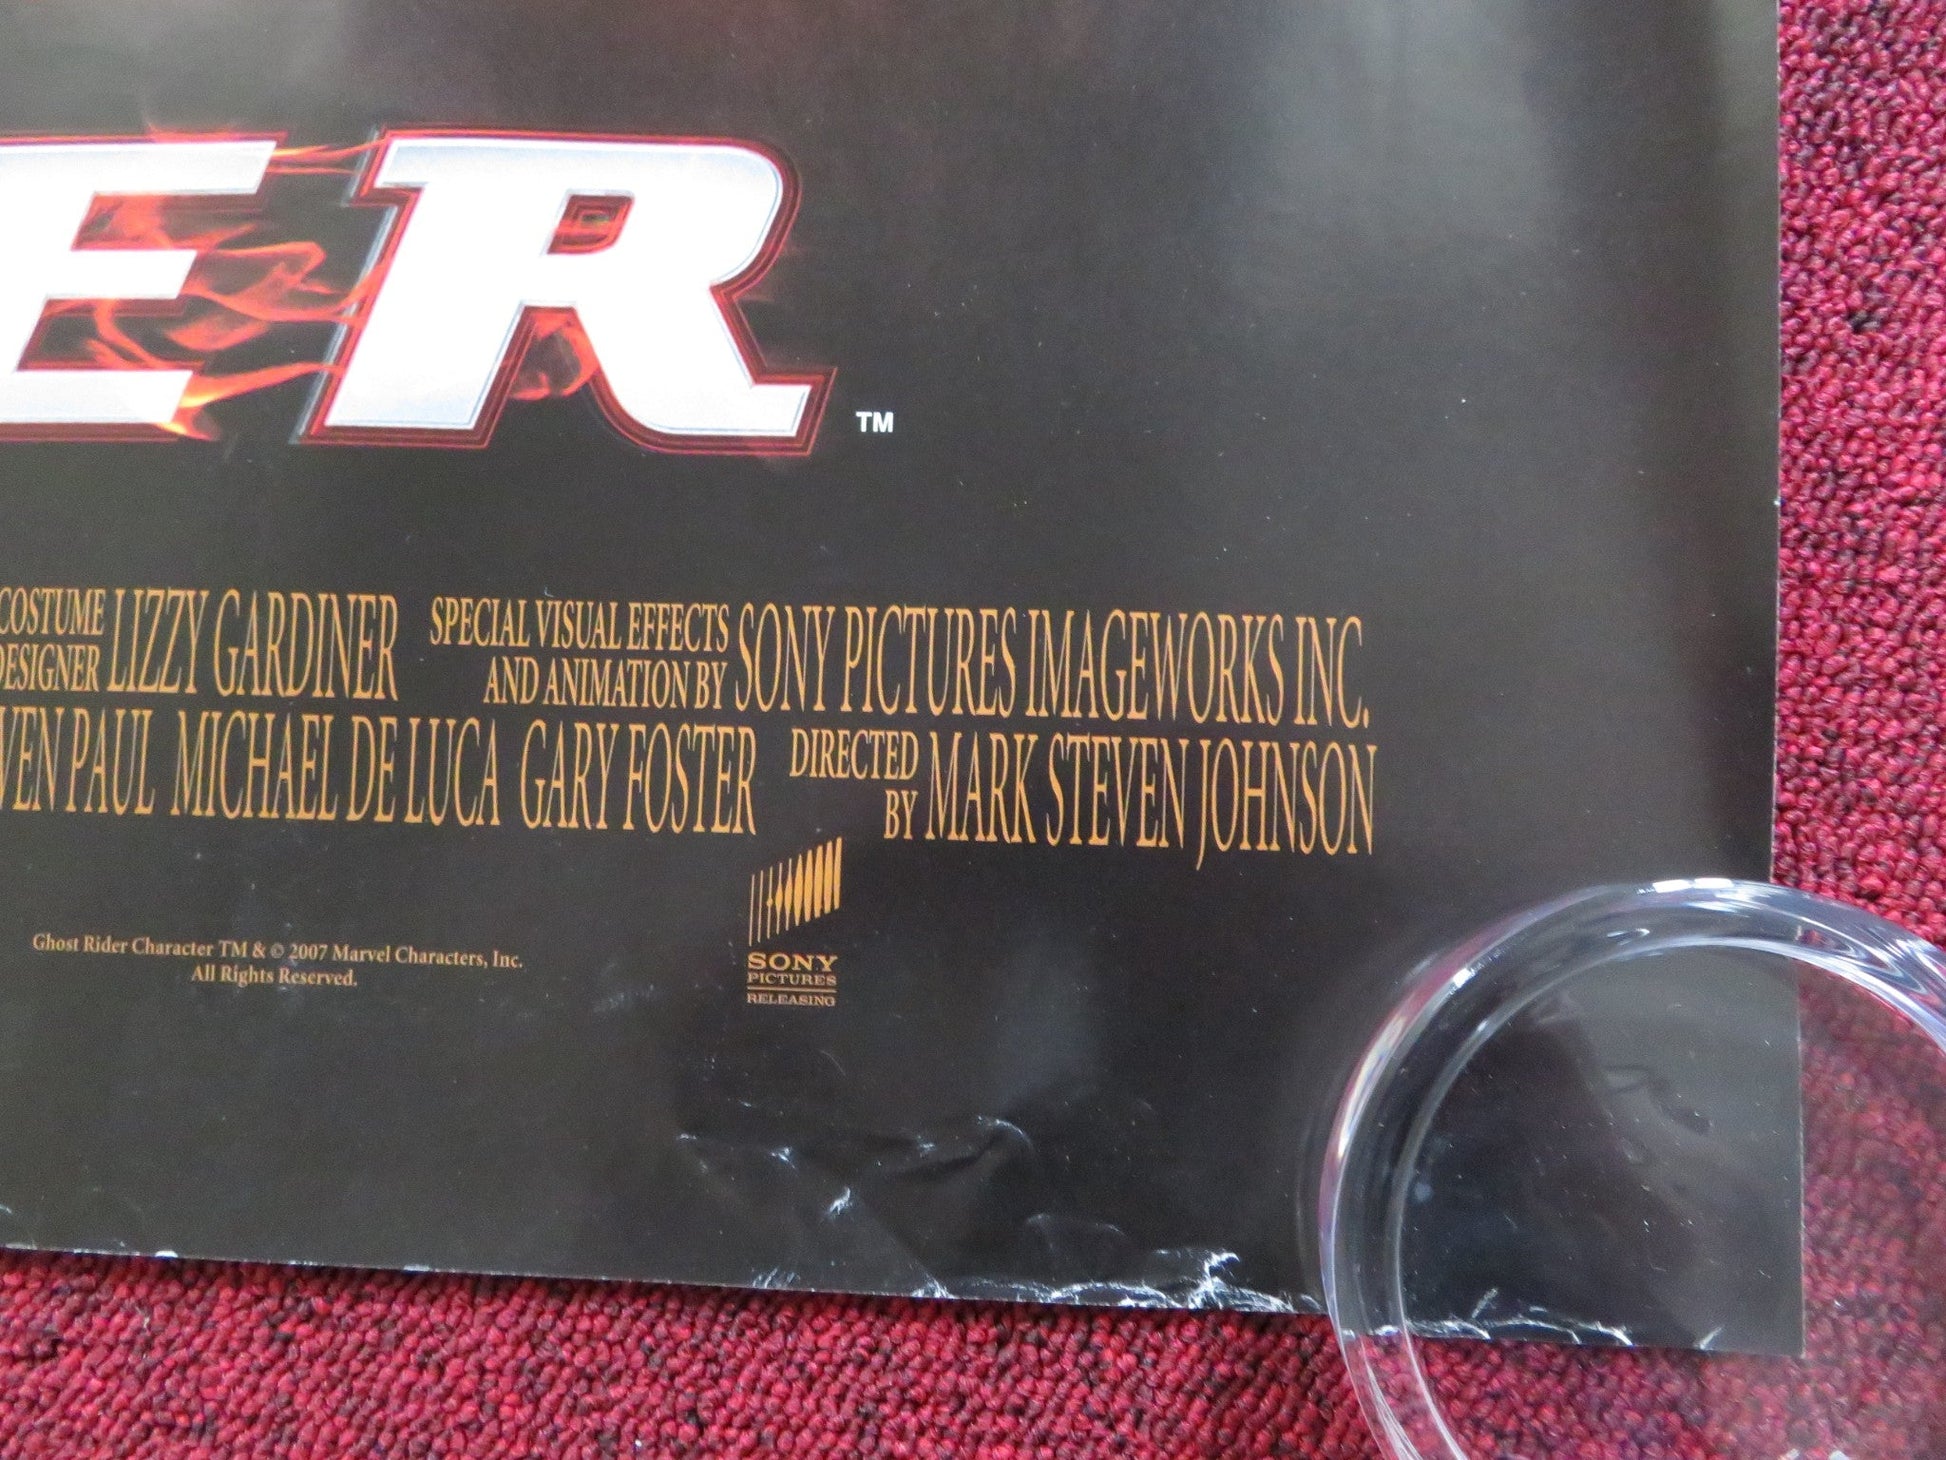 ER ™
COSTUME DESIGNER LIZZY GARDINER SPECIAL VISUAL EFFECTS AND ANIMATION BY SONY PICTURES IMAGEWORKS INC.
VEN PAUL MICHAEL DE LUCA GARY FOSTER DIRECTED BY MARK STEVEN JOHNSON
Ghost Rider Character TM & © 2007 Marvel Characters, Inc.
All Rights Reserved.
SONY
PICTURES
RELEASING